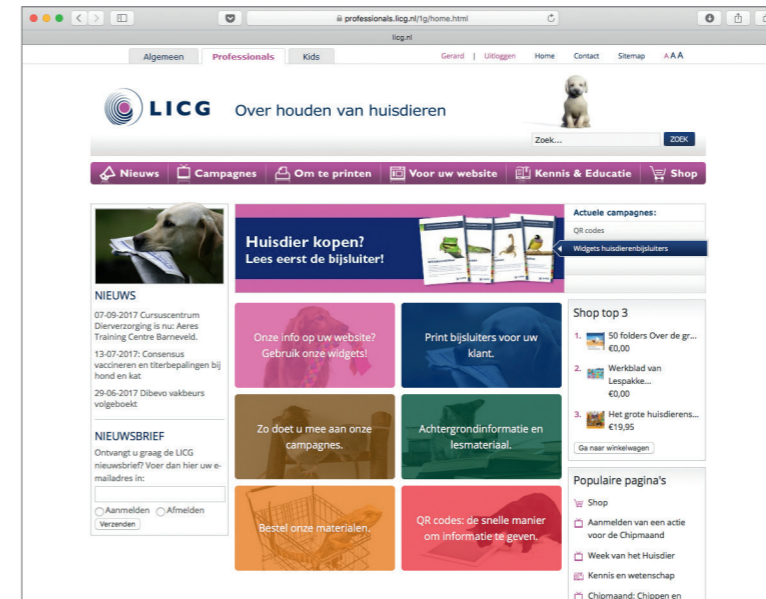 professionals.licg.nl/1g/home.html
licg.nl
Algemeen
Professionals
Kids
Gerard | Uitloggen
Home
Contact
Sitemap
A A A
LICG
Over houden van huisdieren
Zoek...
ZOEK
Nieuws
Campagnes
Om te printen
Voor uw website
Kennis & Educatie
Shop
NIEUWS
07-09-2017 Cursuscentrum
Dierverzorging is nu: Aeres
Training Centre Barneveld.
13-07-2017: Consensus
vaccineren en titerbepalingen bij
hond en kat
29-06-2017 Dibevo vakbeurs
volgeboekt
NIEUWSBRIEF
Ontvangt u graag de LICG
nieuwsbrief? Voer dan hier uw e-
mailadres in:
Aanmelden
Afmelden
Verzenden
Huisdier kopen?
Lees eerst de bijsluiter!
Onze info op uw website?
Gebruik onze widgets!
Print bijsluiters voor uw
klant.
Zo doet u mee aan onze
campagnes.
Achtergrondinformatie en
lesmateriaal.
Bestel onze materialen.
QR codes: de snelle manier
om informatie te geven.
Actuele campagnes:
QR codes
Widgets huisdierenbijsluiters
Shop top 3
1. 50 folders Over de gr...
€0,00
2. Werkblad van
Lespakke...
€0,00
3. Het grote huisdierens...
€19,95
Ga naar winkelwagen
Populaire pagina's
Shop
Aanmelden van een actie
voor de Chipmaand
Week van het Huisdier
Kennis en wetenschap
Chipmaand: Chippen en